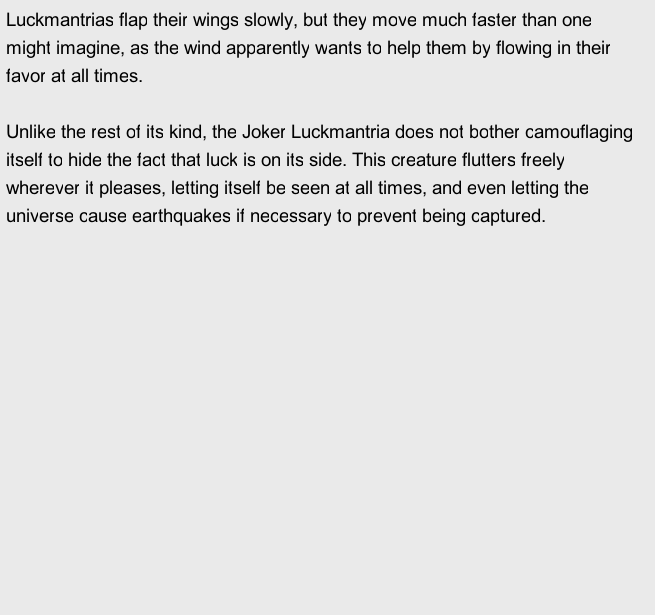 Luckmantrias flap their wings slowly, but they move much faster than one
might imagine, as the wind apparently wants to help them by flowing in their
favor at all times.
Unlike the rest of its kind, the Joker Luckmantria does not bother camouflaging
itself to hide the fact that luck is on its side. This creature flutters freely
wherever it pleases, letting itself be seen at all times, and even letting the
universe cause earthquakes if necessary to prevent being captured.